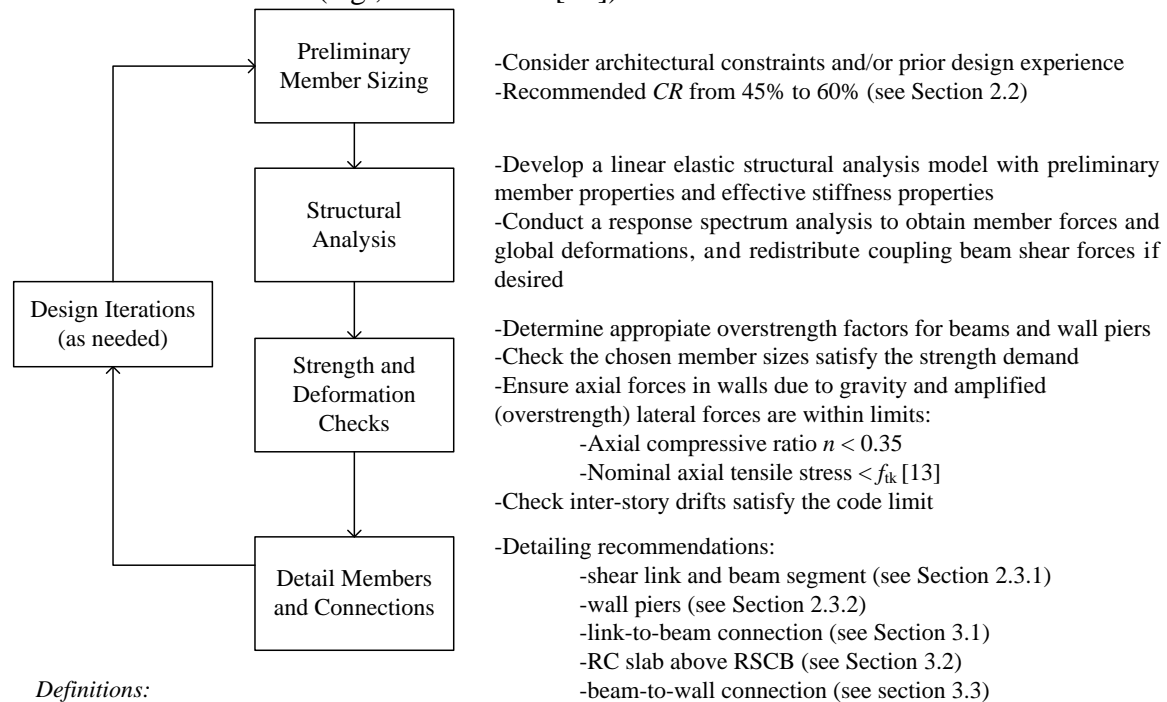 Preliminary
Member Sizing
-Consider architectural constraints and/or prior design experience
-Recommended CR from 45% to 60% (see Section 2.2)
Structural
Analysis
-Develop a linear elastic structural analysis model with preliminary
member properties and effective stiffness properties
-Conduct a response spectrum analysis to obtain member forces and
global deformations, and redistribute coupling beam shear forces if
desired
Design Iterations
(as needed)
Strength and
Deformation
Checks
-Determine appropiate overstrength factors for beams and wall piers
-Check the chosen member sizes satisfy the strength demand
-Ensure axial forces in walls due to gravity and amplified
(overstrength) lateral forces are within limits:
-Axial compressive ratio n < 0.35
-Nominal axial tensile stress < ftk [13]
-Check inter-story drifts satisfy the code limit
Detail Members
and Connections
-Detailing recommendations:
-shear link and beam segment (see Section 2.3.1)
-wall piers (see Section 2.3.2)
-link-to-beam connection (see Section 3.1)
-RC slab above RSCB (see Section 3.2)
-beam-to-wall connection (see section 3.3)
Definitions: